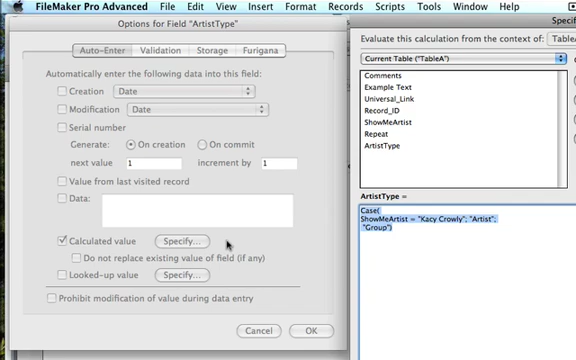 FileMaker Pro Advanced File Edit View Insert Format Records Scripts Tools Window
Options for Field "ArtistType"
Auto-Enter Validation Storage Furigana
Automatically enter the following data into this field:
Creation Date
Modification Date
Serial number
Generate: On creation On commit
next value 1 increment by 1
Value from last visited record
Data:
Calculated value Specify...
Do not replace existing value of field (if any)
Looked-up value Specify...
Prohibit modification of value during data entry
Cancel OK
Evaluate this calculation from the context of:
Current Table ("TableA")
Comments
Example Text
Universal_Link
Record_ID
ShowMeArtist
Repeat
ArtistType
ArtistType =
Case(
ShowMeArtist = "Kacy Crowly"; "Artist";
"Group")